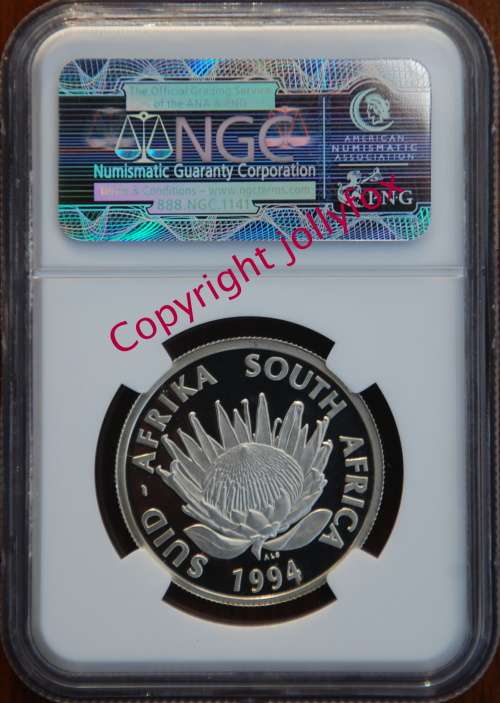 The Official Grading Service
of the ANA & PNG
NGC
Numismatic Guaranty Corporation
Terms & Conditions – www.ngcterms.com
888.NGC.1141
AMERICAN
NUMISMATIC
ASSOCIATION
PNG
Copyright jollyfox
SUID - AFRIKA SOUTH AFRICA
ALS
1994